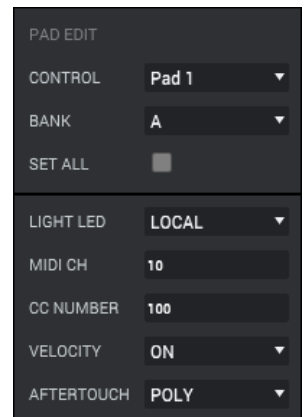 PAD EDIT
CONTROL Pad 1
BANK A
SET ALL
LIGHT LED LOCAL
MIDI CH 10
CC NUMBER 100
VELOCITY ON
AFTERTOUCH POLY